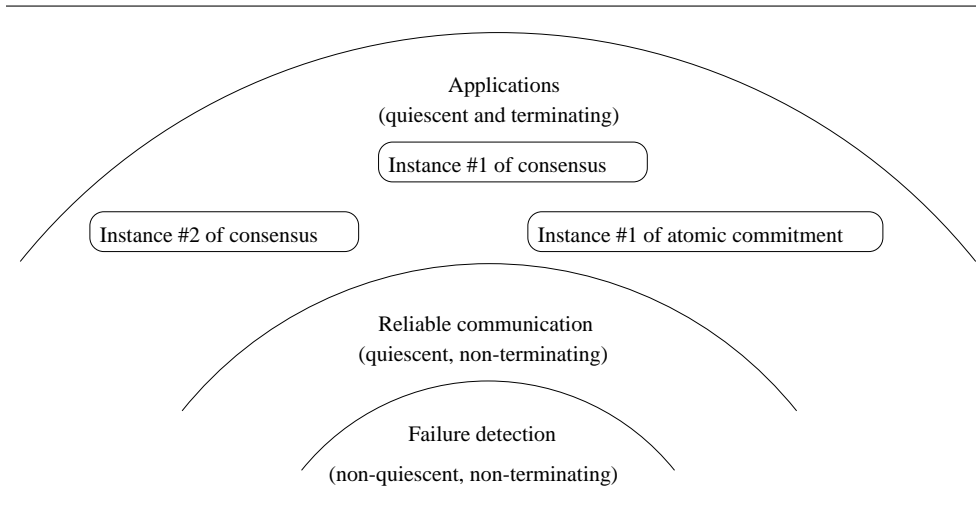 Applications
(quiescent and terminating)
Instance #1 of consensus
Instance #2 of consensus
Instance #1 of atomic commitment
Reliable communication
(quiescent, non-terminating)
Failure detection
(non-quiescent, non-terminating)